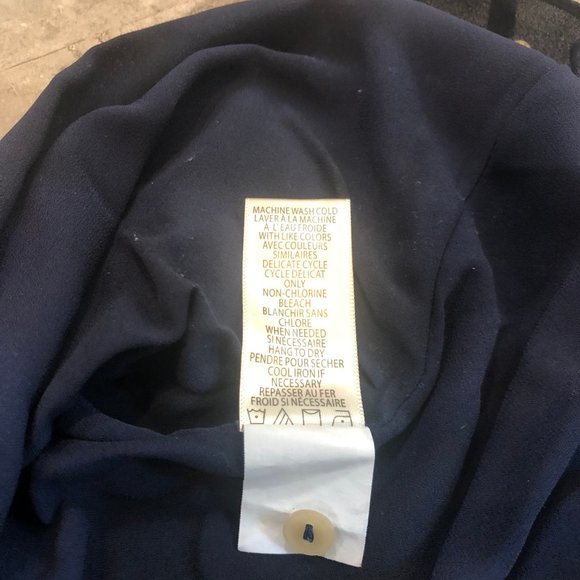 MACHINE WASH COLD
LAVER À LA MACHINE
À L'EAU FROIDE
WITH LIKE COLORS
AVEC COULEURS
SIMILAIRES
DELICATE CYCLE
CYCLE DELICAT
ONLY
NON-CHLORINE
BLEACH
BLANCHIR SANS
CHLORE
WHEN NEEDED
SI NÉCESSAIRE
HANG TO DRY
PENDRE POUR SECHER
COOL IRON IF
NECESSARY
REPASSER AU FER
FROID SI NÉCESSAIRE